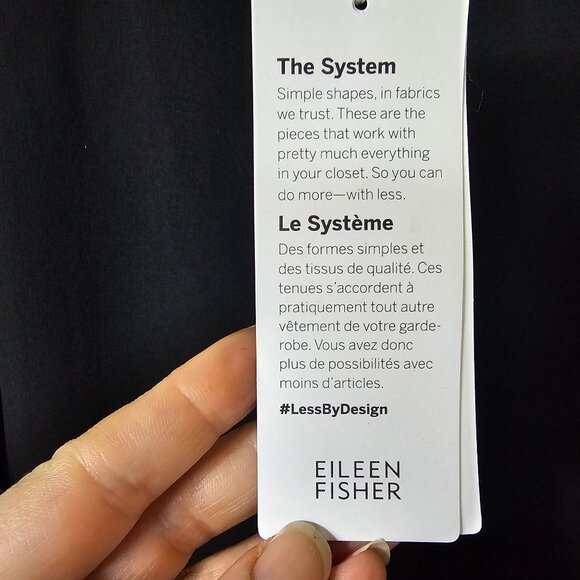 The System
Simple shapes, in fabrics
we trust. These are the
pieces that work with
pretty much everything
in your closet. So you can
do more—with less.
Le Système
Des formes simples et
des tissus de qualité. Ces
tenues s'accordent à
pratiquement tout autre
vêtement de votre garde-
robe. Vous avez donc
plus de possibilités avec
moins d'articles.
#LessByDesign
EILEEN
FISHER